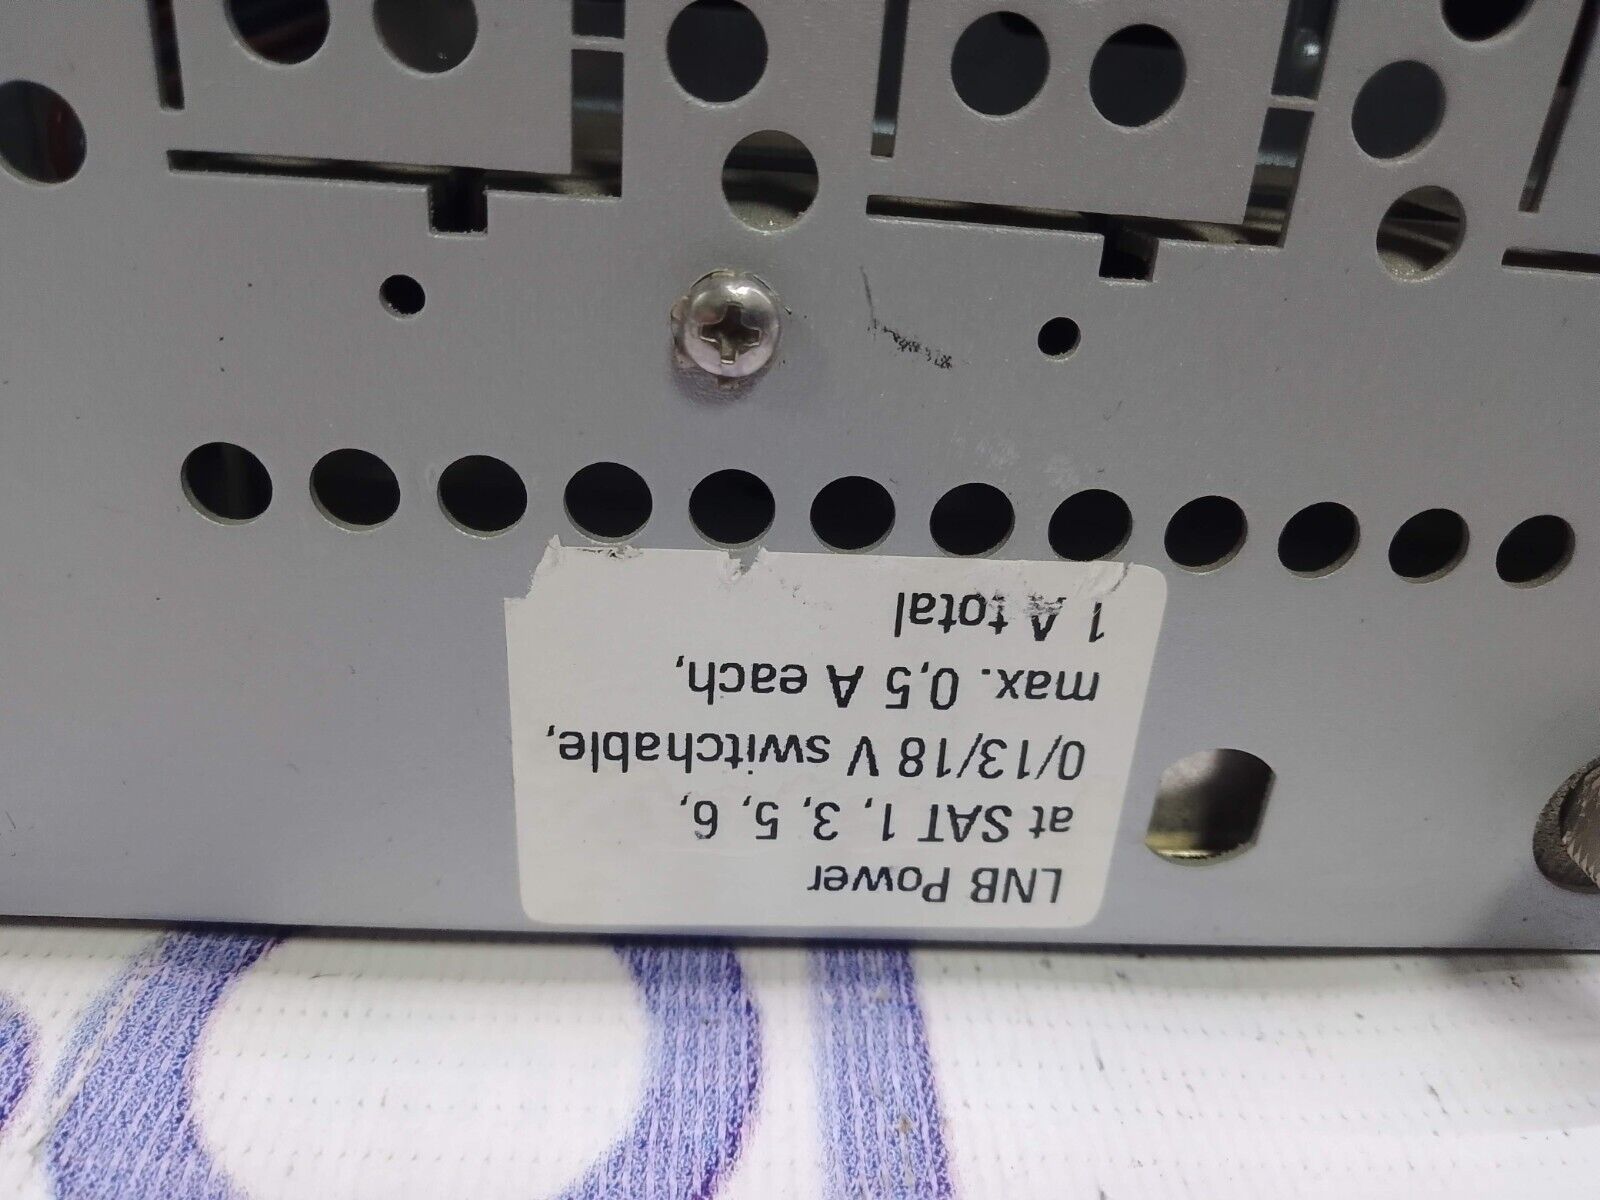 LNB Power
at SAT 1, 3, 5, 6,
0/13/18 V switchable,
max. 0,5 A each,
1 A total